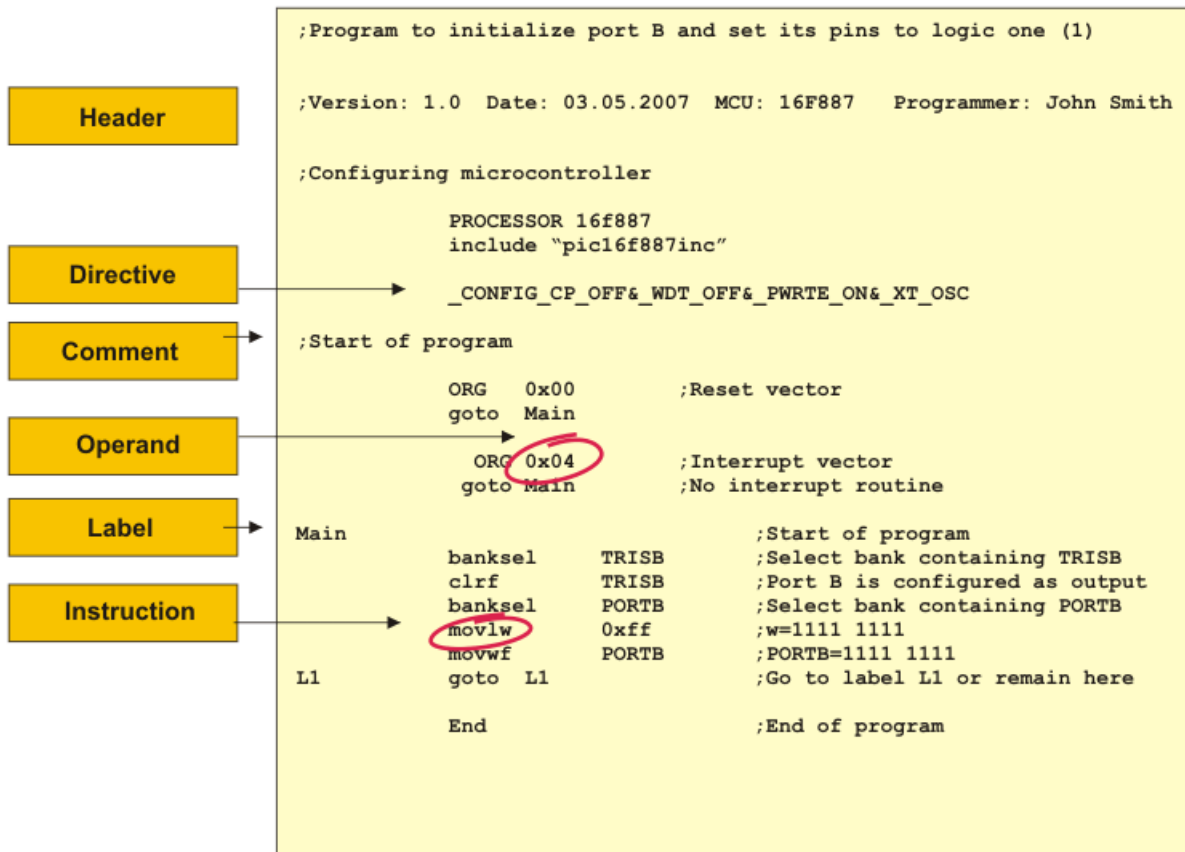 ;Program to initialize port B and set its pins to logic one (1)
Header
;Version: 1.0 Date: 03.05.2007 MCU: 16F887 Programmer: John Smith
;Configuring microcontroller
PROCESSOR 16f887
include “pic16f887inc”
Directive
_CONFIG_CP_OFF&_WDT_OFF&_PWRTE_ON&_XT_OSC
Comment
;Start of program
ORG 0x00 ;Reset vector
goto Main
Operand
ORG 0x04 ;Interrupt vector
goto Main ;No interrupt routine
Label
Main ;Start of program
banksel TRISB ;Select bank containing TRISB
clrf TRISB ;Port B is configured as output
Instruction
banksel PORTB ;Select bank containing PORTB
movlw 0xff ;w=1111 1111
movwf PORTB ;PORTB=1111 1111
L1 goto L1 ;Go to label L1 or remain here
End ;End of program